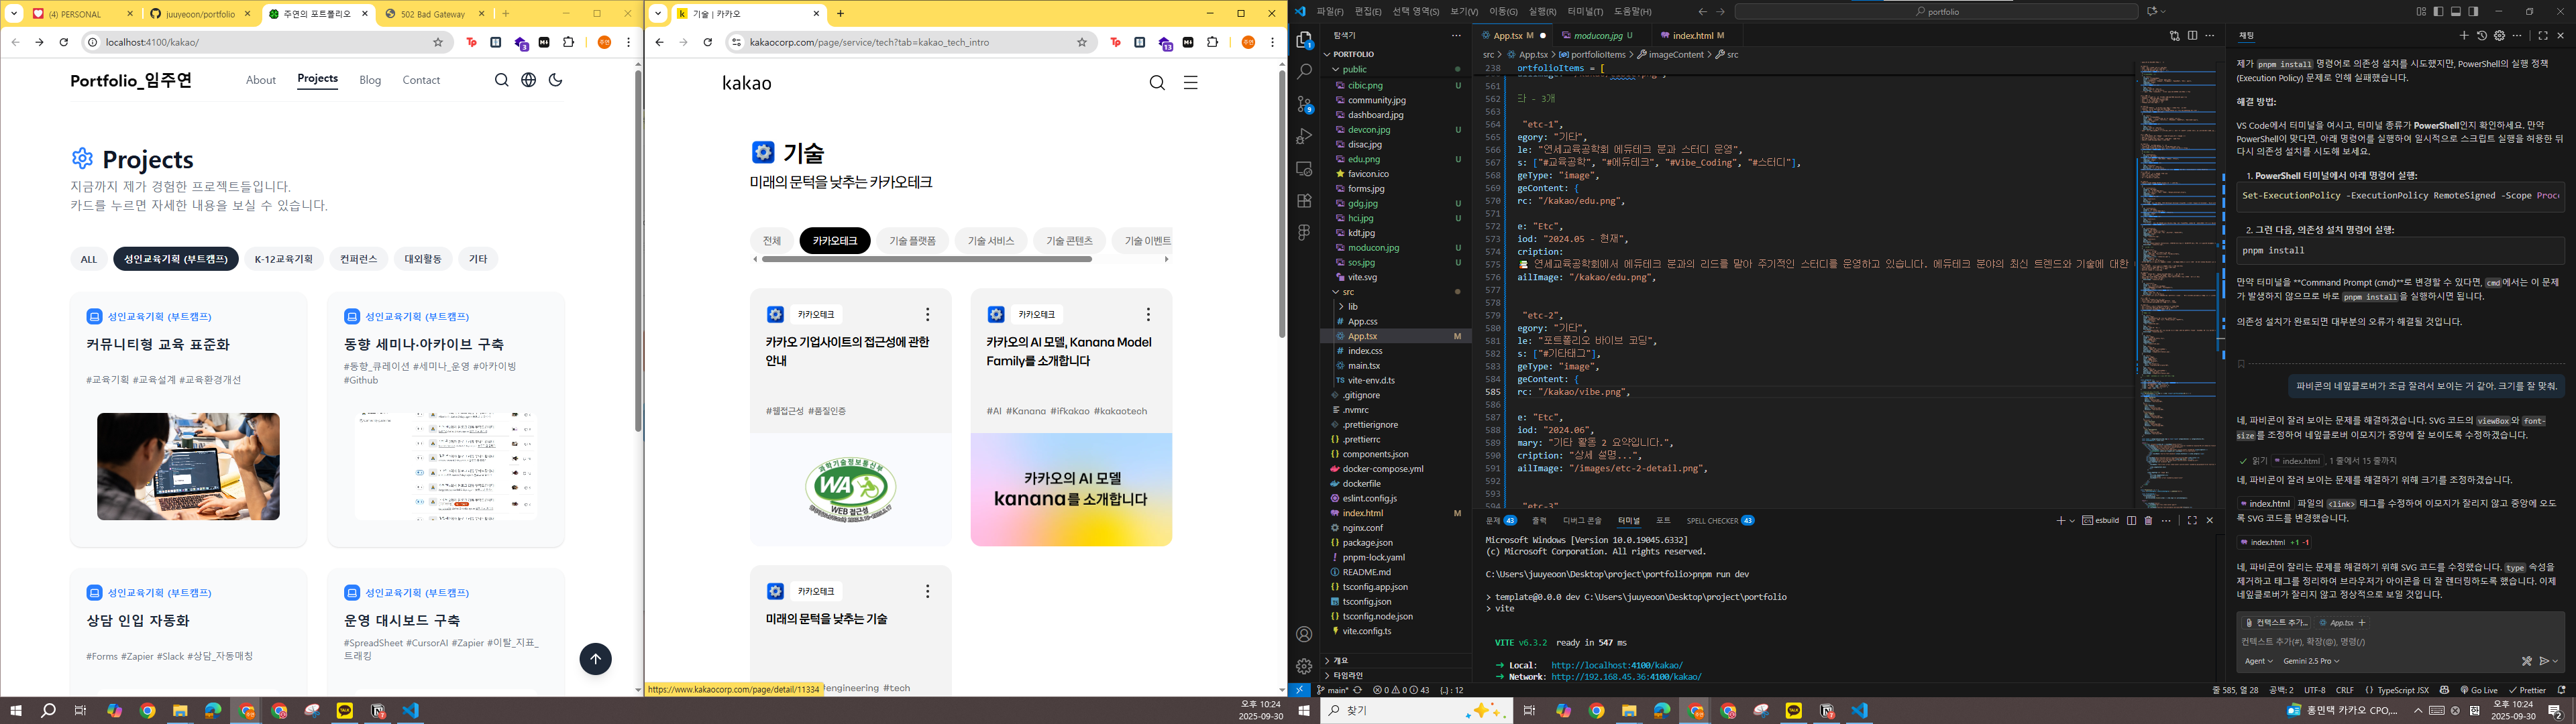 (4) PERSONAL
juuyeoon/portfolio
주연의 포트폴리오
502 Bad Gateway
localhost:4100/kakao/
Portfolio_임주연
About
Projects
Blog
Contact
Projects
지금까지 제가 경험한 프로젝트들입니다.
카드를 누르면 자세한 내용을 보실 수 있습니다.
ALL
성인교육기획 (부트캠프)
K-12교육기획
컨퍼런스
대외활동
기타
성인교육기획 (부트캠프)
커뮤니티형 교육 표준화
#교육기획 #교육설계 #교육환경개선
성인교육기획 (부트캠프)
동향 세미나·아카이브 구축
#동향_큐레이션 #세미나_운영 #아카이빙
#Github
성인교육기획 (부트캠프)
상담 인입 자동화
#Forms #Zapier #Slack #상담_자동매칭
성인교육기획 (부트캠프)
운영 대시보드 구축
#SpreadSheet #CursorAI #Zapier #이탈_지표_
트래킹
기술 | 카카오
kakaocorp.com/page/service/tech?tab=kakao_tech_intro
kakao
기술
미래의 문턱을 낮추는 카카오테크
전체
카카오테크
기술 플랫폼
기술 서비스
기술 콘텐츠
기술 이벤트
카카오테크
카카오 기업사이트의 접근성에 관한
안내
#웹접근성 #품질인증
과학기술정보통신부
WA
WEB 접근성
카카오테크
카카오의 AI 모델, Kanana Model
Family를 소개합니다
#AI #Kanana #ifkakao #kakaotech
카카오의 AI 모델
kanana를 소개합니다
카카오테크
미래의 문턱을 낮추는 기술
#engineering #tech
https://www.kakaocorp.com/page/detail/11334
파일(F) 편집(E) 선택 영역(S) 보기(V) 이동(G) 실행(R) 터미널(T) 도움말(H)
portfolio
탐색기
PORTFOLIO
public
cibic.png U
community.jpg
dashboard.jpg
devcon.jpg U
disac.jpg
edu.png U
favicon.ico
forms.jpg
gdg.jpg U
hci.jpg U
kdt.jpg
moducon.jpg U
sos.jpg U
vite.svg
src
lib
App.css
App.tsx M
index.css
main.tsx
vite-env.d.ts
.gitignore
.nvmrc
.prettierignore
.prettierrc
components.json
docker-compose.yml
dockerfile
eslint.config.js
index.html M
nginx.conf
package.json
pnpm-lock.yaml
README.md
tsconfig.app.json
tsconfig.json
tsconfig.node.json
vite.config.ts
개요
타임라인
App.tsx M
moducon.jpg U
index.html M
src > App.tsx > portfolioItems > imageContent > src
238 ortfolioItems = [
561
562 타 - 3개
563
564 "etc-1",
565 egory: "기타",
566 le: "연세교육공학회 에듀테크 분과 스터디 운영",
567 s: ["#교육공학", "#에듀테크", "#Vibe_Coding", "#스터디"],
568 geType: "image",
569 geContent: {
570 rc: "/kakao/edu.png",
571
572 e: "Etc",
573 iod: "2024.05 - 현재",
574 cription:
575 연세교육공학회에서 에듀테크 분과의 리드를 맡아 주기적인 스터디를 운영하고 있습니다. 에듀테크 분야의 최신 트렌드와 기술에 대한
576 ailImage: "/kakao/edu.png",
577
578
579 "etc-2",
580 egory: "기타",
581 le: "포트폴리오 바이브 코딩",
582 s: ["#기타태그"],
583 geType: "image",
584 geContent: {
585 rc: "/kakao/vibe.png",
586
587 e: "Etc",
588 iod: "2024.06",
589 mary: "기타 활동 2 요약입니다.",
590 cription: "상세 설명...",
591 ailImage: "/images/etc-2-detail.png",
592
593
594 "etc-3",
문제 43 출력 디버그 콘솔 터미널 포트 SPELL CHECKER 43
esbuild
Microsoft Windows [Version 10.0.19045.6332]
(c) Microsoft Corporation. All rights reserved.
C:\Users\juuyeoon\Desktop\project\portfolio>pnpm run dev
> template@0.0.0 dev C:\Users\juuyeoon\Desktop\project\portfolio
> vite
VITE v6.3.2 ready in 547 ms
➜ Local: http://localhost:4100/kakao/
➜ Network: http://192.168.45.36:4100/kakao/
채팅
제가 pnpm install 명령어로 의존성 설치를 시도했지만, PowerShell의 실행 정책
(Execution Policy) 문제로 인해 실패했습니다.
해결 방법:
VS Code에서 터미널을 여시고, 터미널 종류가 PowerShell인지 확인하세요. 만약
PowerShell이 맞다면, 아래 명령어를 실행하여 일시적으로 스크립트 실행을 허용한 뒤
다시 의존성 설치를 시도해 보세요.
1. PowerShell 터미널에서 아래 명령어 실행:
Set-ExecutionPolicy -ExecutionPolicy RemoteSigned -Scope Proce
2. 그런 다음, 의존성 설치 명령어 실행:
pnpm install
만약 터미널을 **Command Prompt (cmd)**로 변경할 수 있다면, cmd에서는 이 문제
가 발생하지 않으므로 바로 pnpm install을 실행하시면 됩니다.
의존성 설치가 완료되면 대부분의 오류가 해결될 것입니다.
파비콘의 네잎클로버가 조금 잘려서 보이는 거 같아. 크기를 잘 맞춰.
네, 파비콘이 잘려 보이는 문제를 해결하겠습니다. SVG 코드의 viewBox와 font-
size를 조정하여 네잎클로버 이모지가 중앙에 잘 보이도록 수정하겠습니다.
읽기 index.html, 1 줄에서 15 줄까지
네, 파비콘이 잘려 보이는 문제를 해결하기 위해 크기를 조정하겠습니다.
index.html 파일의 <link> 태그를 수정하여 이모지가 잘리지 않고 중앙에 오도
록 SVG 코드를 변경했습니다.
index.html +1 -1
네, 파비콘이 잘리는 문제를 해결하기 위해 SVG 코드를 수정했습니다. type 속성을
제거하고 태그를 정리하여 브라우저가 아이콘을 더 잘 렌더링하도록 했습니다. 이제
네잎클로버가 잘리지 않고 정상적으로 보일 것입니다.
컨텍스트 추가... App.tsx
컨텍스트 추가(#), 확장(@), 명령(/)
Agent
Gemini 2.5 Pro
main* 0 0 43 {..} : 12
줄 585, 열 28 공백: 2 UTF-8 CRLF {} TypeScript JSX Go Live Prettier
오후 10:24
2025-09-30
찾기
홍민택 카카오 CPO,...
오후 10:24
2025-09-30